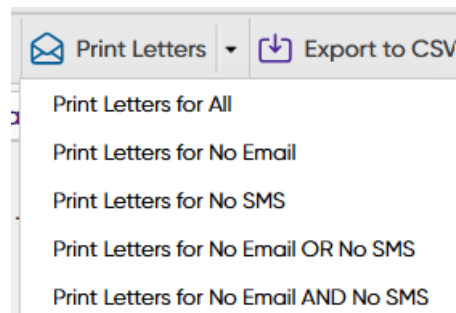 Print Letters Export to CSV
Print Letters for All
Print Letters for No Email
Print Letters for No SMS
Print Letters for No Email OR No SMS
Print Letters for No Email AND No SMS